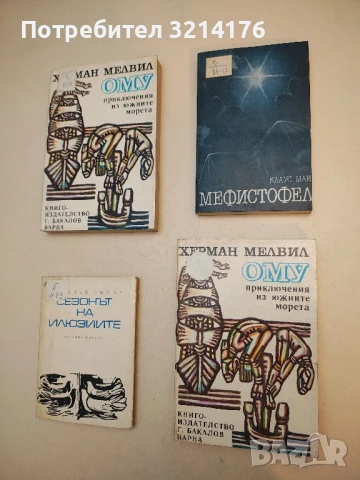 Потребител 3214176
ХЕРМАН МЕЛВИЛ
ОМУ
приключения
из южните
морета
КНИГО-
ИЗДАТЕЛСТВО
Г. БАКАЛОВ
ВАРНА
КЛАУС МАН
МЕФИСТОФЕЛ
СЕЗОНЪТ
НА
ИЛЮЗИИТЕ
ХЕРМАН МЕЛВИЛ
ОМУ
приключения
из южните
морета
КНИГО-
ИЗДАТЕЛСТВО
Г. БАКАЛОВ
ВАРНА
bazar